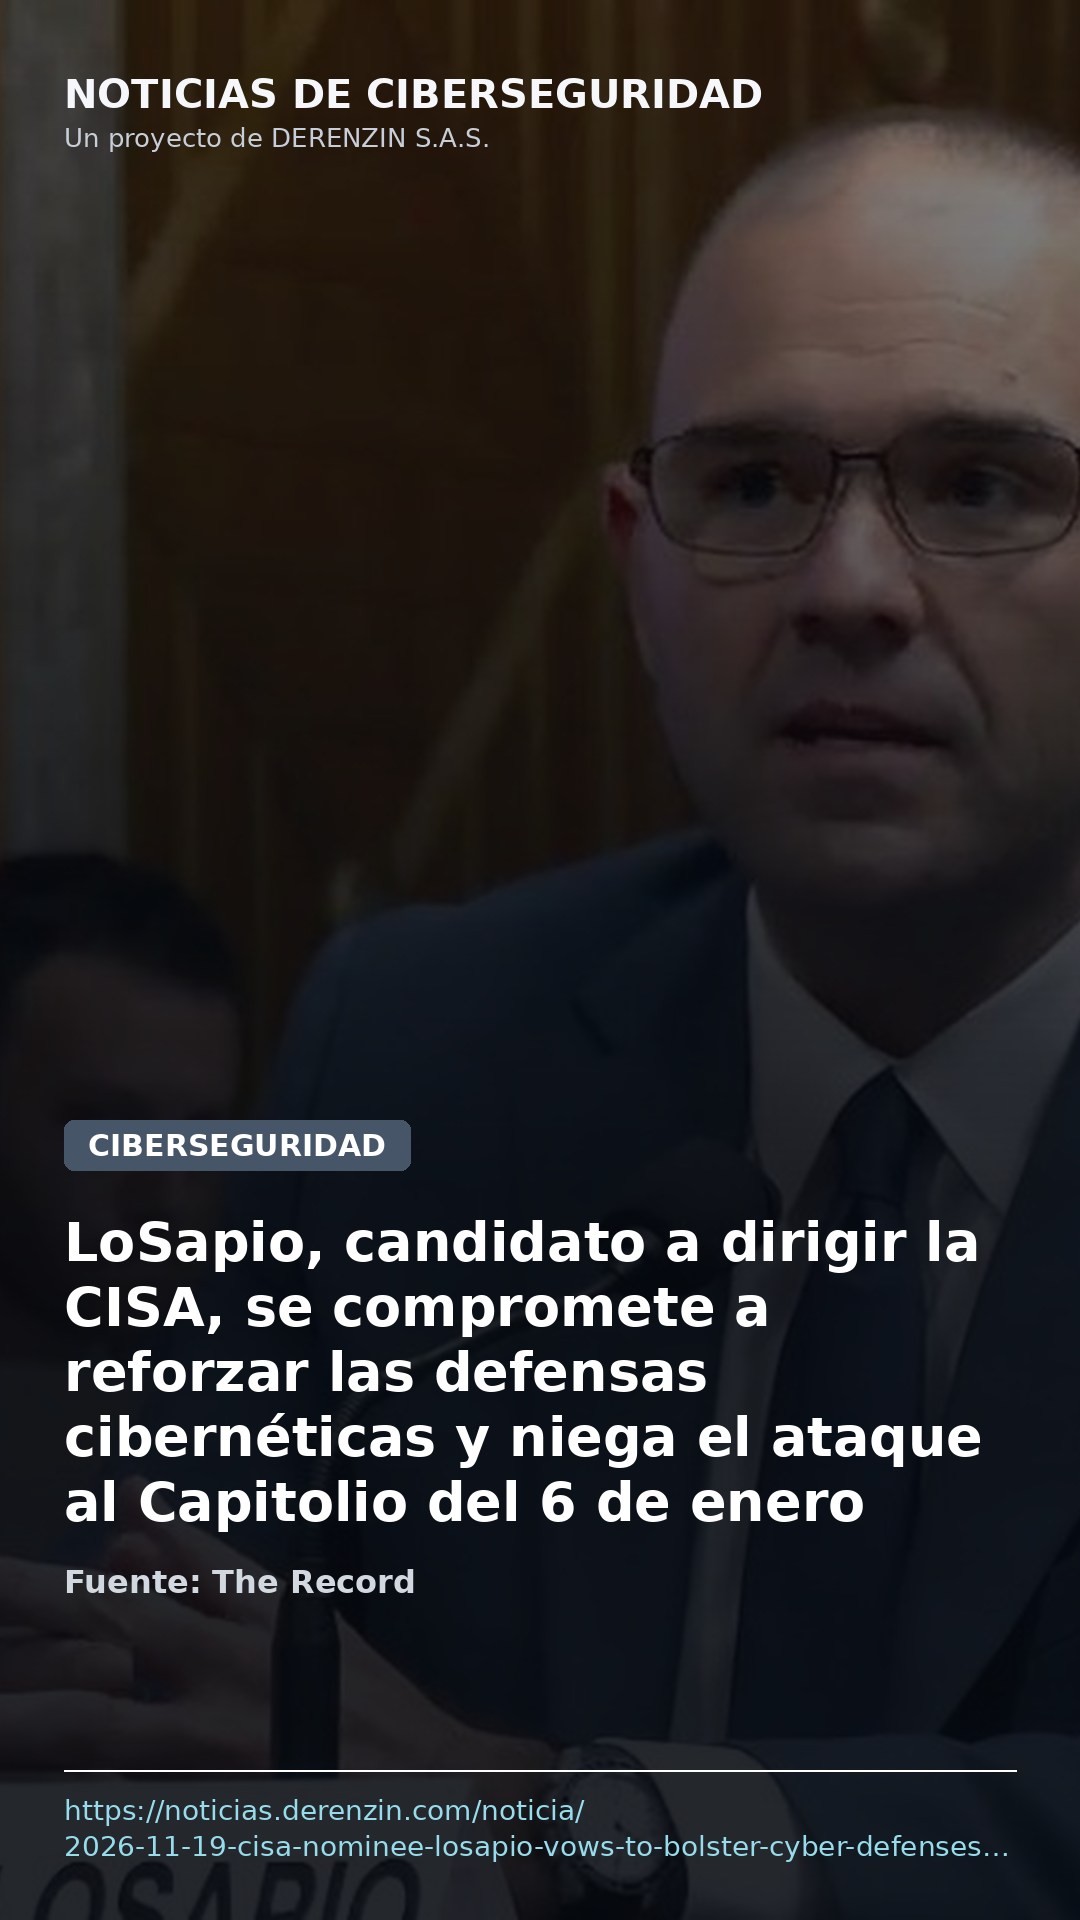 NOTICIAS DE CIBERSEGURIDAD
Un proyecto de DERENZIN S.A.S.
CIBERSEGURIDAD
LoSapio, candidato a dirigir la
CISA, se compromete a
reforzar las defensas
cibernéticas y niega el ataque
al Capitolio del 6 de enero
Fuente: The Record
https://noticias.derenzin.com/noticia/
2026-11-19-cisa-nominee-losapio-vows-to-bolster-cyber-defenses…
LOSAPIO